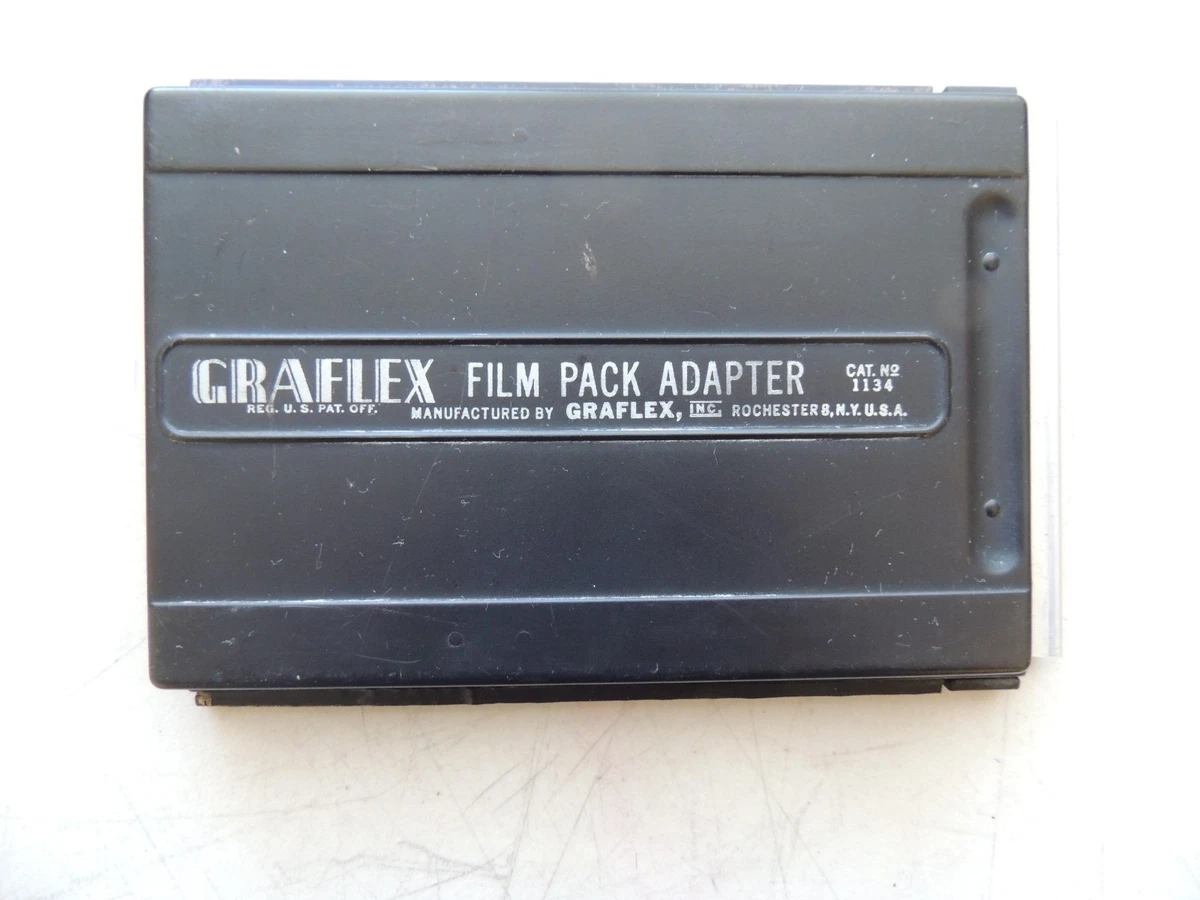 GRAFLEX FILM PACK ADAPTER CAT. Nº
1134
REG. U.S. PAT. OFF. MANUFACTURED BY GRAFLEX, INC. ROCHESTER 8, N.Y. U.S.A.